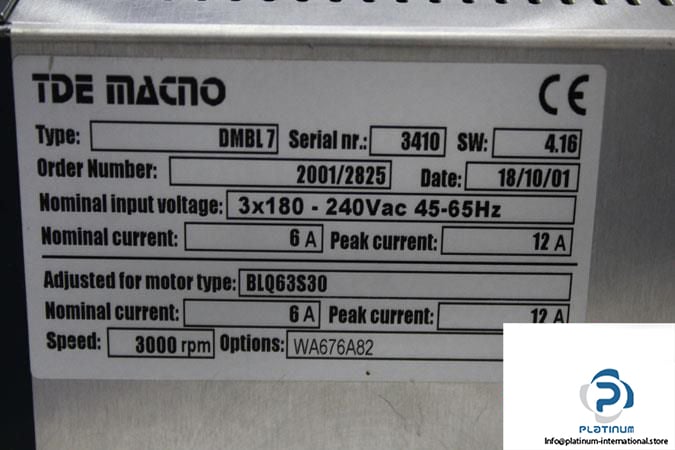 TDE MACNO CE
Type: DMBL 7 Serial nr.: 3410 SW: 4.16
Order Number: 2001/2825 Date: 18/10/01
Nominal input voltage: 3x180 - 240Vac 45-65Hz
Nominal current: 6 A Peak current: 12 A
Adjusted for motor type: BLQ63S30
Nominal current: 6 A Peak current: 12 A
Speed: 3000 rpm Options: WA676A82
PLATINUM
Info@platinum-international.store